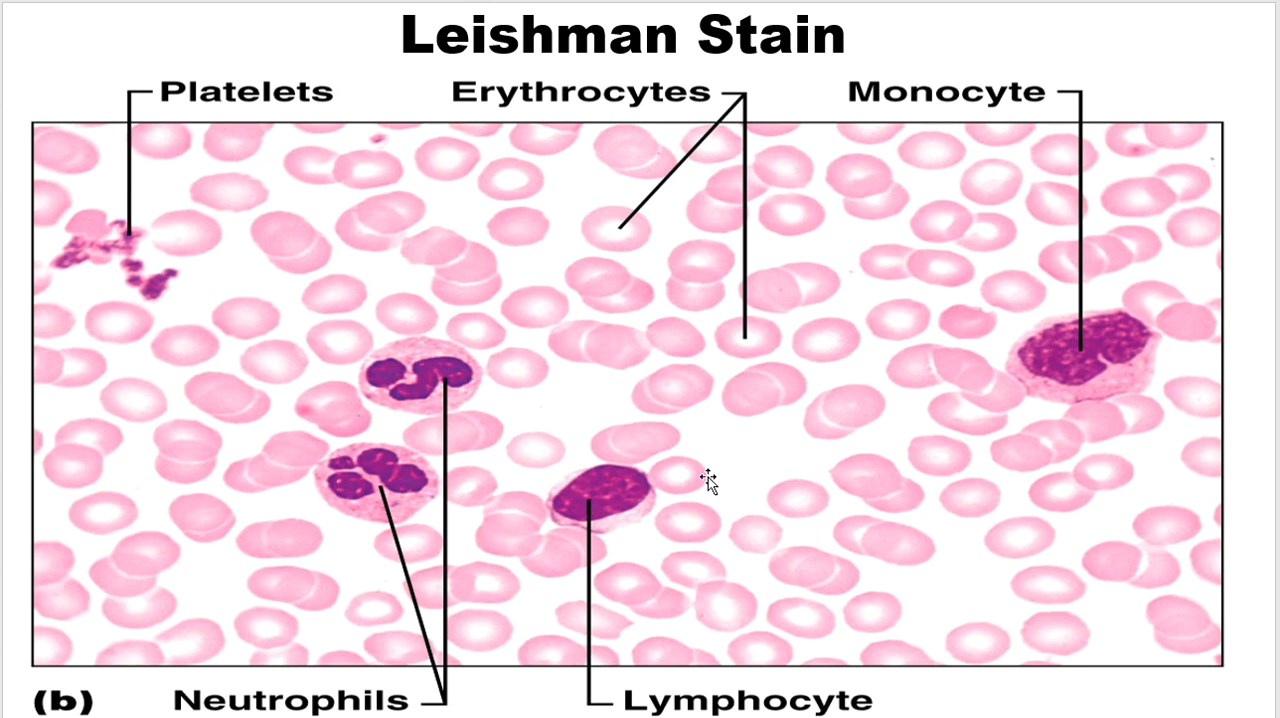 Leishman Stain
Platelets
Erythrocytes
Monocyte
(b)
Neutrophils
Lymphocyte